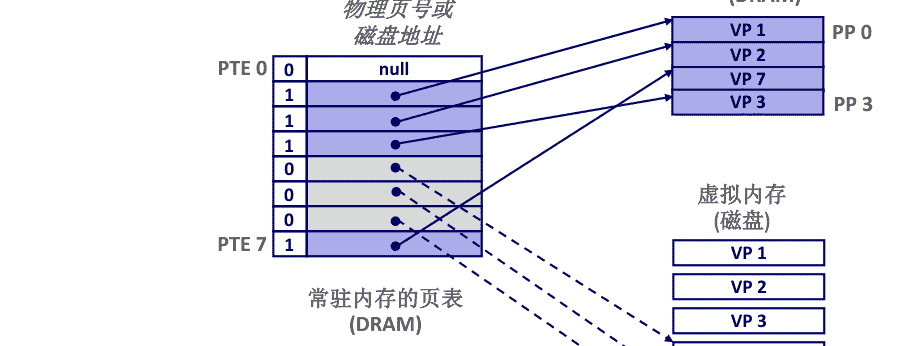 物理页号或
磁盘地址
(DRAM)
PTE 0
0
null
1
1
1
0
0
0
PTE 7
1
常驻内存的页表
(DRAM)
VP 1
PP 0
VP 2
VP 7
VP 3
PP 3
虚拟内存
(磁盘)
VP 1
VP 2
VP 3